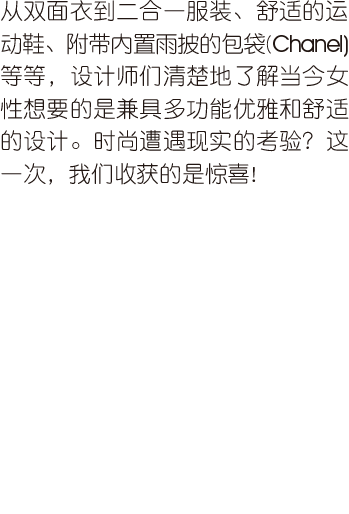 从双面衣到二合一服装、舒适的运
动鞋、附带内置雨披的包袋(Chanel)
等等，设计师们清楚地了解当今女
性想要的是兼具多功能优雅和舒适
的设计。时尚遭遇现实的考验？这
一次，我们收获的是惊喜!